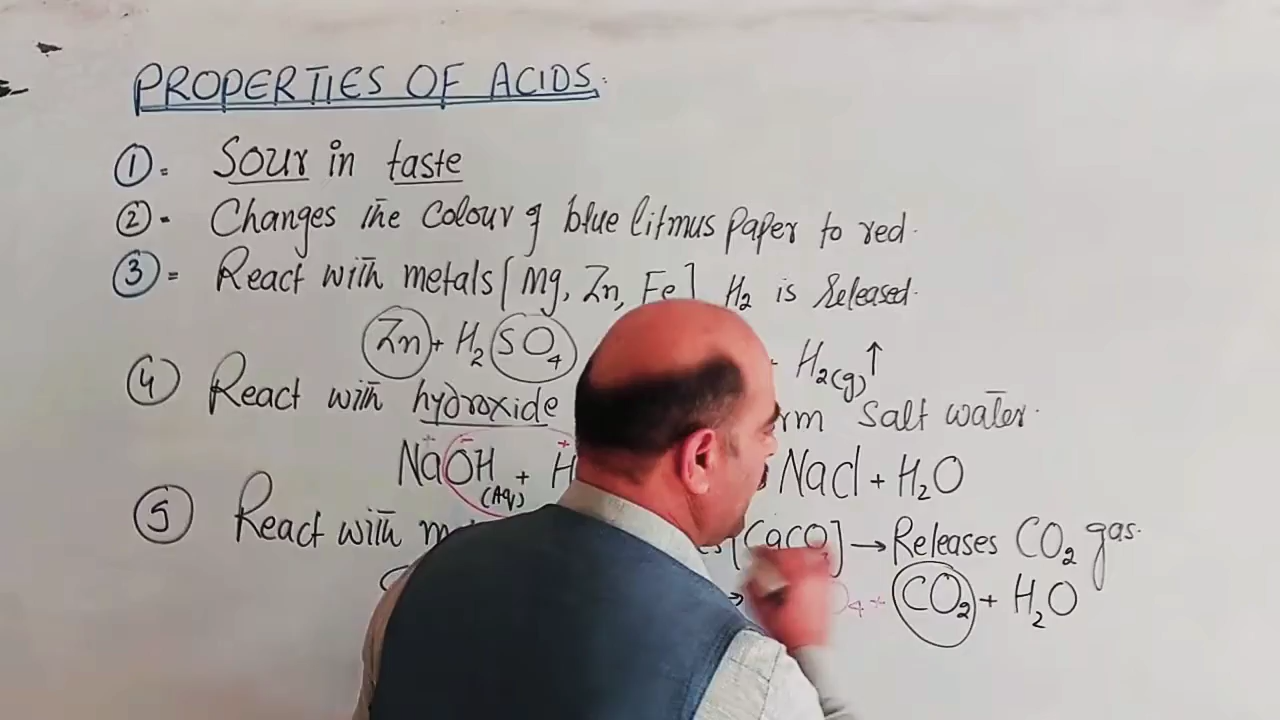 PROPERTIES OF ACIDS.
①= Sour in taste
②= Changes the Colour of blue litmus paper to red.
③= React with metals [Mg, Zn, Fe] H₂ is released.
Zn + H₂SO₄ H₂(g)↑
④ React with hydroxide salt water.
NaOH(Aq) + H NaCl + H₂O
⑤ React with [CaCO] → Releases CO₂ gas.
CO₂ + H₂O